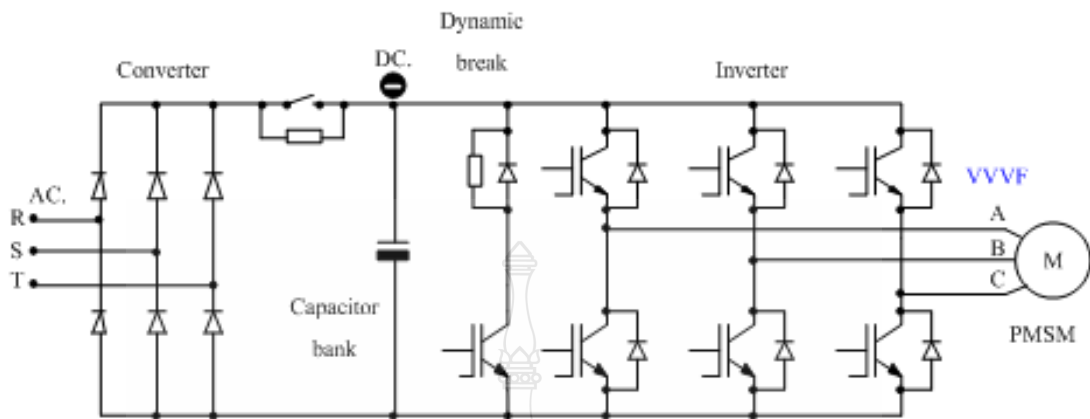 Dynamic
break
DC.
Converter
Inverter
VVVF
AC.
R
S
T
A
B
C
M
Capacitor
bank
PMSM